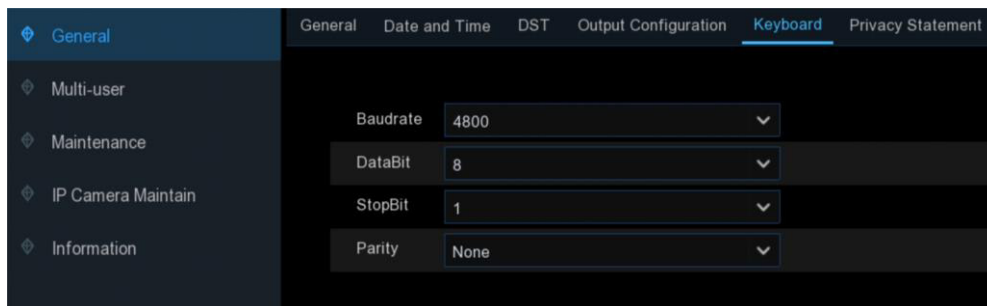 General
Multi-user
Maintenance
IP Camera Maintain
Information
General Date and Time DST Output Configuration Keyboard Privacy Statement
Baudrate 4800
DataBit 8
StopBit 1
Parity None